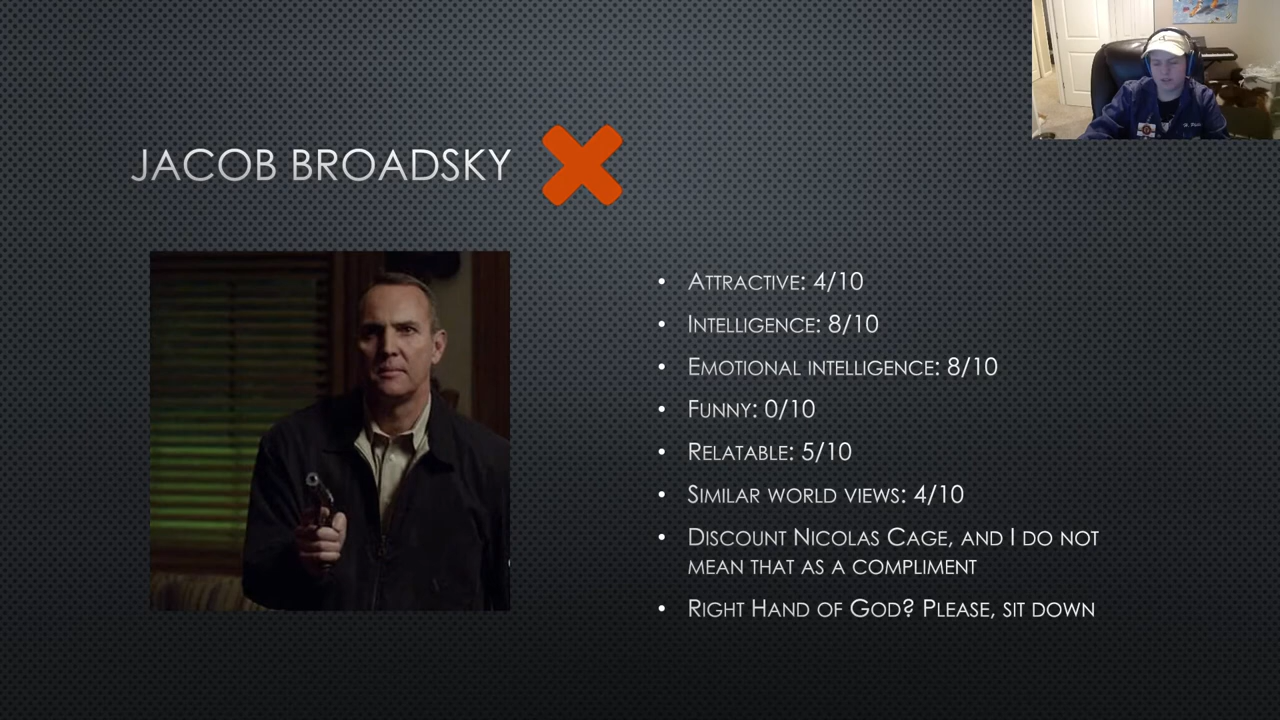 JACOB BROADSKY
• ATTRACTIVE: 4/10
• INTELLIGENCE: 8/10
• EMOTIONAL INTELLIGENCE: 8/10
• FUNNY: 0/10
• RELATABLE: 5/10
• SIMILAR WORLD VIEWS: 4/10
• DISCOUNT NICOLAS CAGE, AND I DO NOT
MEAN THAT AS A COMPLIMENT
• RIGHT HAND OF GOD? PLEASE, SIT DOWN